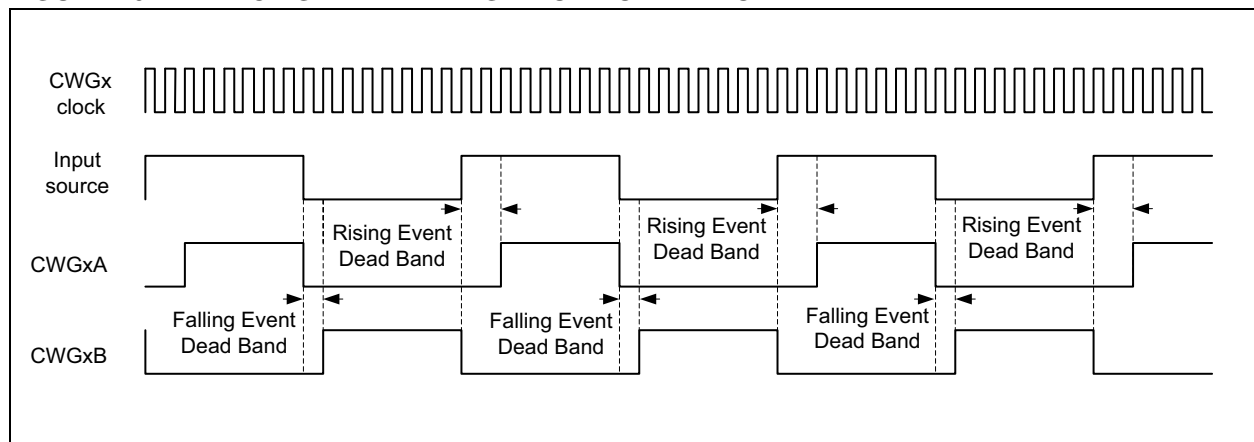 CWGx
clock
Input
source
Rising Event
Dead Band
Rising Event
Dead Band
Rising Event
Dead Band
CWGxA
Falling Event
Dead Band
Falling Event
Dead Band
Falling Event
Dead Band
CWGxB